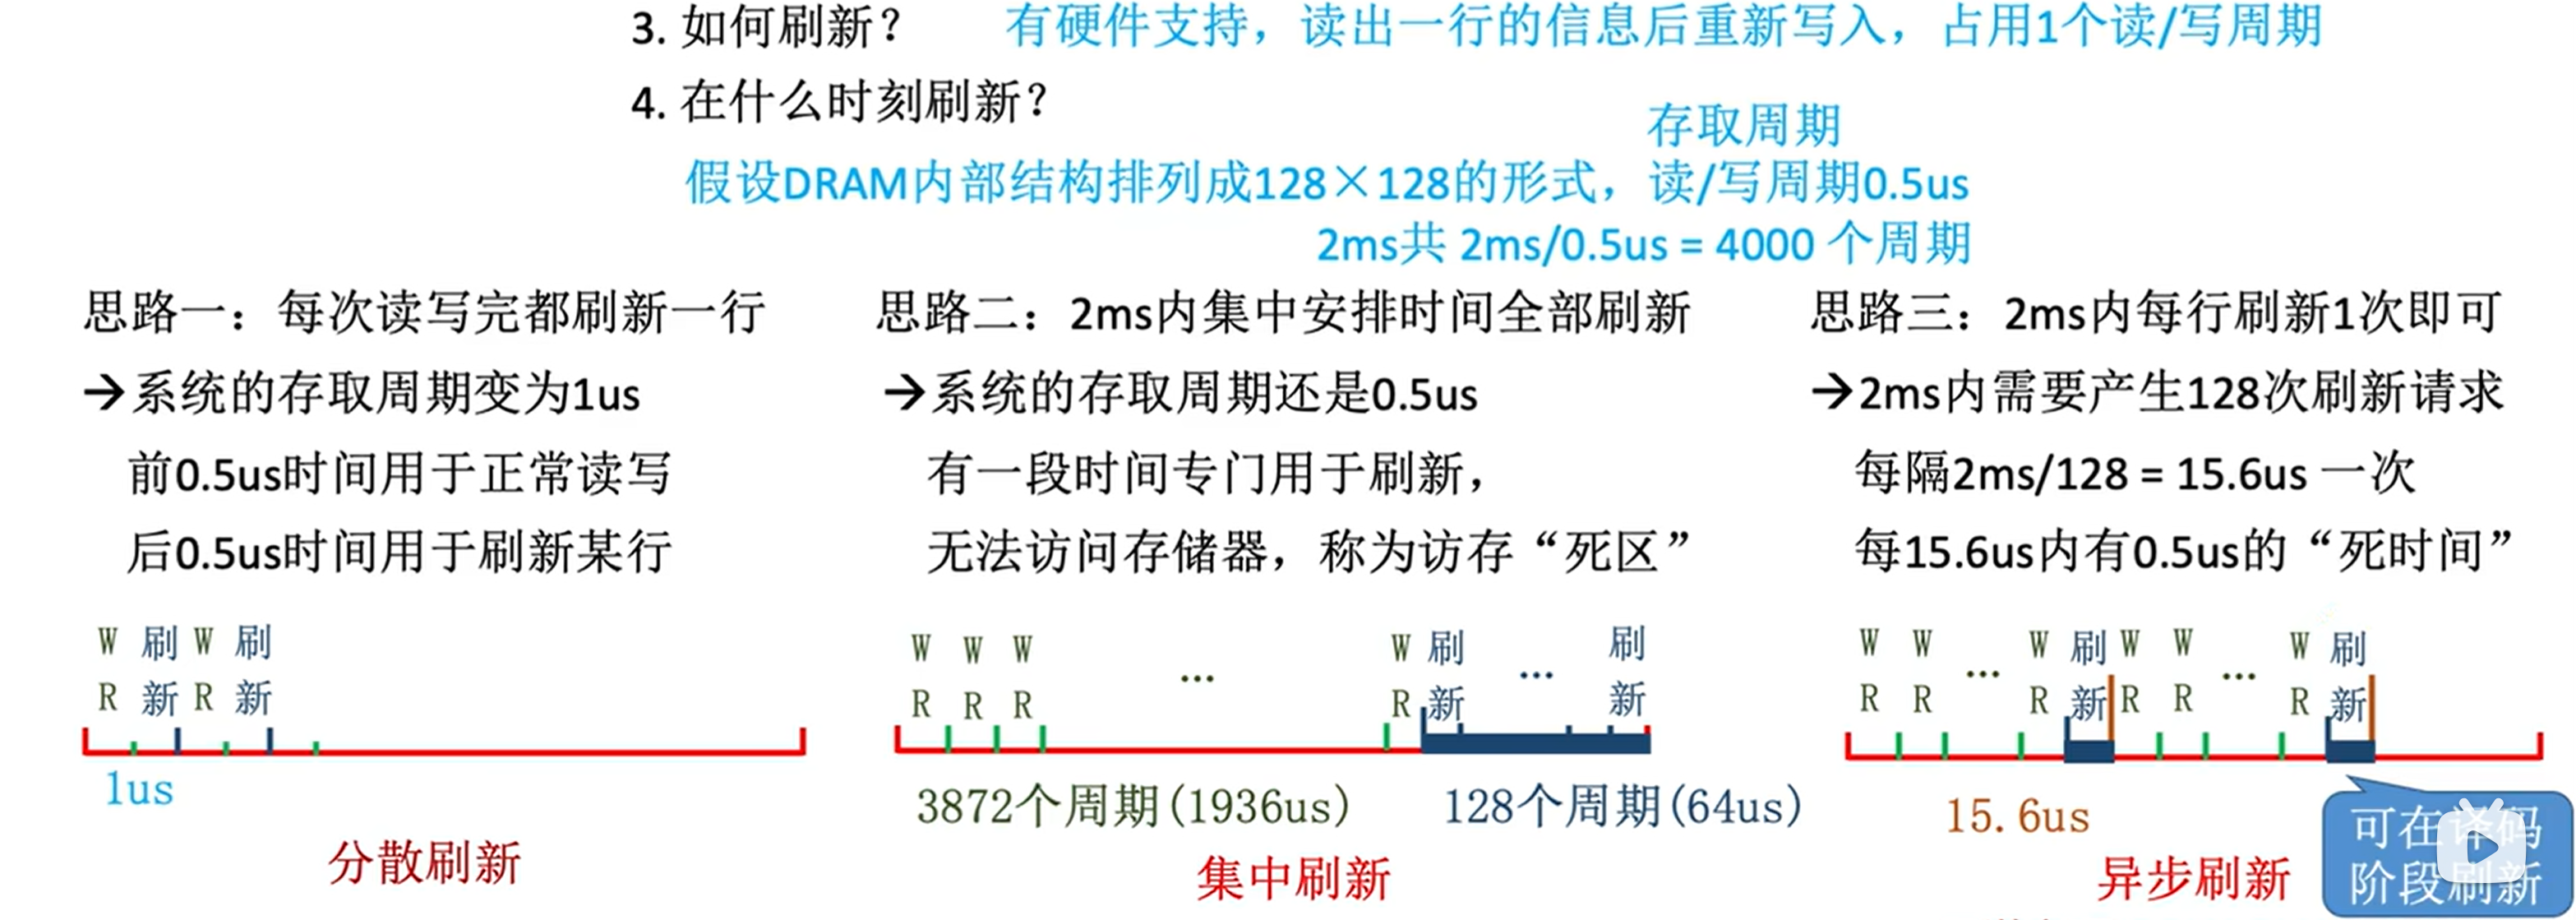 3. 如何刷新？ 有硬件支持，读出一行的信息后重新写入，占用1个读/写周期
4. 在什么时刻刷新？
存取周期
假设DRAM内部结构排列成128×128的形式，读/写周期0.5us
2ms共 2ms/0.5us = 4000 个周期
思路一：每次读写完都刷新一行
→系统的存取周期变为1us
前0.5us时间用于正常读写
后0.5us时间用于刷新某行
W 刷 W 刷
R 新 R 新
1us
分散刷新
思路二：2ms内集中安排时间全部刷新
→系统的存取周期还是0.5us
有一段时间专门用于刷新，
无法访问存储器，称为访存“死区”
W W W ... W 刷 ... 刷
R R R R 新 新
3872个周期(1936us) 128个周期(64us)
集中刷新
思路三：2ms内每行刷新1次即可
→2ms内需要产生128次刷新请求
每隔2ms/128 = 15.6us 一次
每15.6us内有0.5us的“死时间”
W W ... W 刷 W W ... W 刷
R R R 新 R R R 新
15.6us
异步刷新
可在译码
阶段刷新